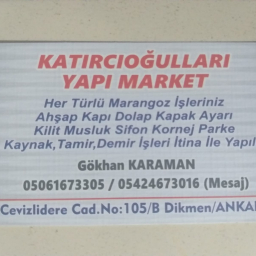 KATIRCIOĞULLARI
YAPI MARKET
Her Türlü Marangoz İşleriniz
Ahşap Kapı Dolap Kapak Ayarı
Kilit Musluk Sifon Kornej Parke
Kaynak,Tamir,Demir İşleri İtina İle Yapıl
Gökhan KARAMAN
05061673305 / 05424673016 (Mesaj)
Cevizlidere Cad.No:105/B Dikmen/ANKA